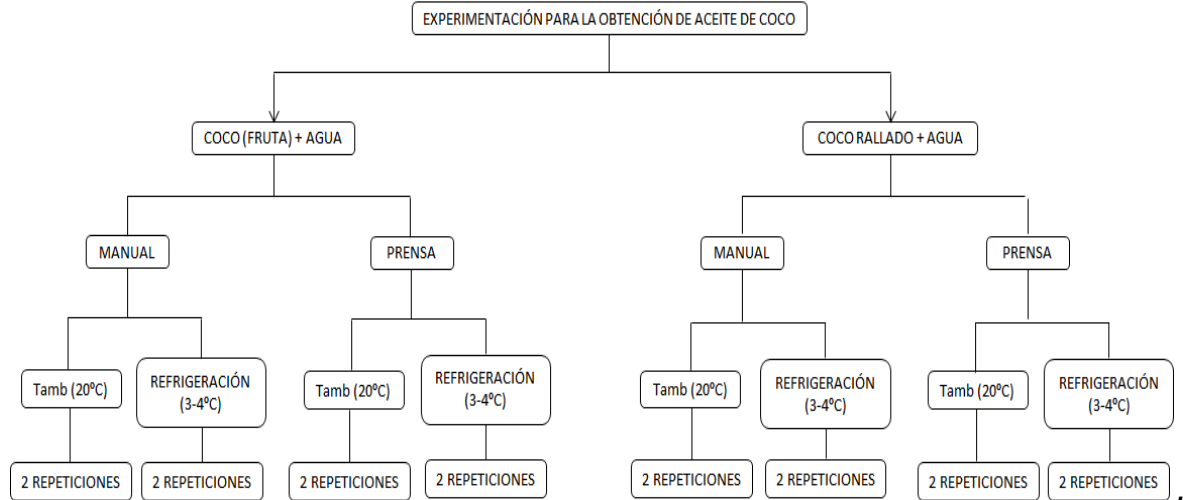 EXPERIMENTACIÓN PARA LA OBTENCIÓN DE ACEITE DE COCO
COCO (FRUTA) + AGUA
COCO RALLADO + AGUA
MANUAL
PRENSA
MANUAL
PRENSA
Tamb (20ºC)
REFRIGERACIÓN
(3-4ºC)
Tamb (20ºC)
REFRIGERACIÓN
(3-4ºC)
Tamb (20ºC)
REFRIGERACIÓN
(3-4ºC)
Tamb (20ºC)
REFRIGERACIÓN
(3-4ºC)
2 REPETICIONES
2 REPETICIONES
2 REPETICIONES
2 REPETICIONES
2 REPETICIONES
2 REPETICIONES
2 REPETICIONES
2 REPETICIONES
.